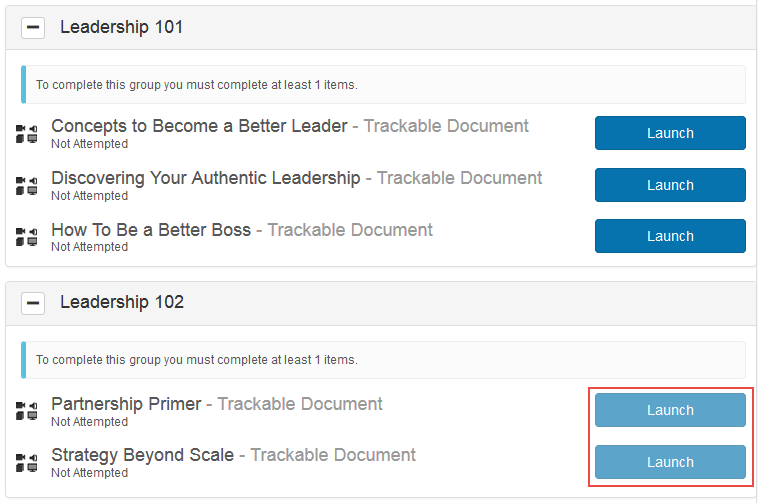 Leadership 101
To complete this group you must complete at least 1 items.
Concepts to Become a Better Leader - Trackable Document
Not Attempted
Launch
Discovering Your Authentic Leadership - Trackable Document
Not Attempted
Launch
How To Be a Better Boss - Trackable Document
Not Attempted
Launch
Leadership 102
To complete this group you must complete at least 1 items.
Partnership Primer - Trackable Document
Not Attempted
Launch
Strategy Beyond Scale - Trackable Document
Not Attempted
Launch